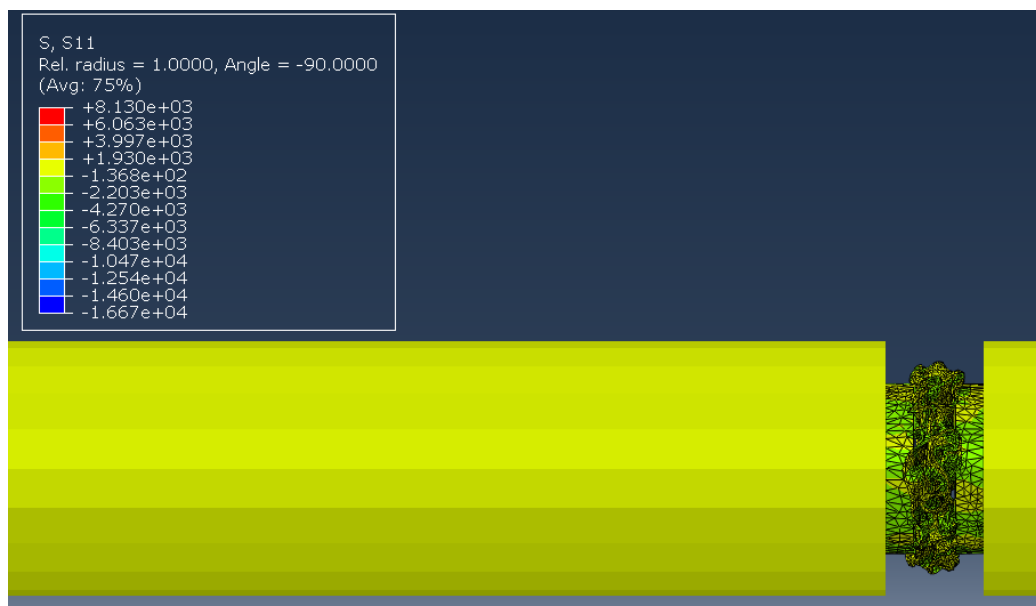 S, S11
Rel. radius = 1.0000, Angle = -90.0000
(Avg: 75%)
+8.130e+03
+6.063e+03
+3.997e+03
+1.930e+03
-1.368e+02
-2.203e+03
-4.270e+03
-6.337e+03
-8.403e+03
-1.047e+04
-1.254e+04
-1.460e+04
-1.667e+04